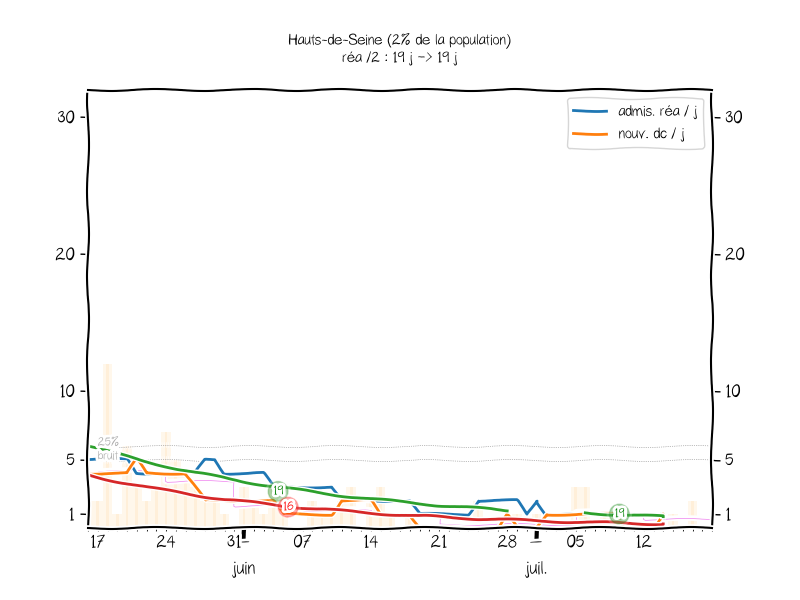 Hauts-de-Seine (2% de la population)
réa /2 : 19 j -> 19 j
admis. réa / j
nouv. dc / j
30
30
20
20
10
10
25%
bruit
5
5
19
16
19
1
1
17 24 31 07 14 21 28 05 12
juin juil.